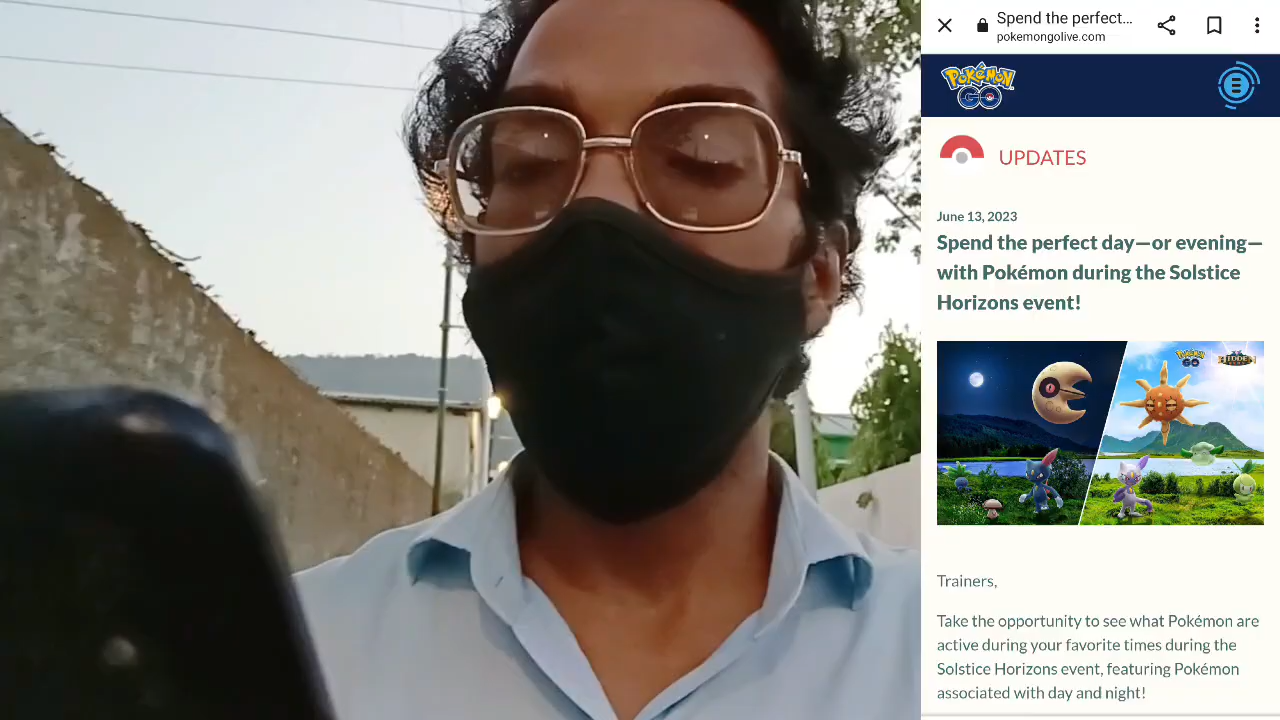 Spend the perfect...
pokemongolive.com
POKÉMON
GO
UPDATES
June 13, 2023
Spend the perfect day—or evening—
with Pokémon during the Solstice
Horizons event!
POKÉMON
GO
Trainers,
Take the opportunity to see what Pokémon are
active during your favorite times during the
Solstice Horizons event, featuring Pokémon
associated with day and night!